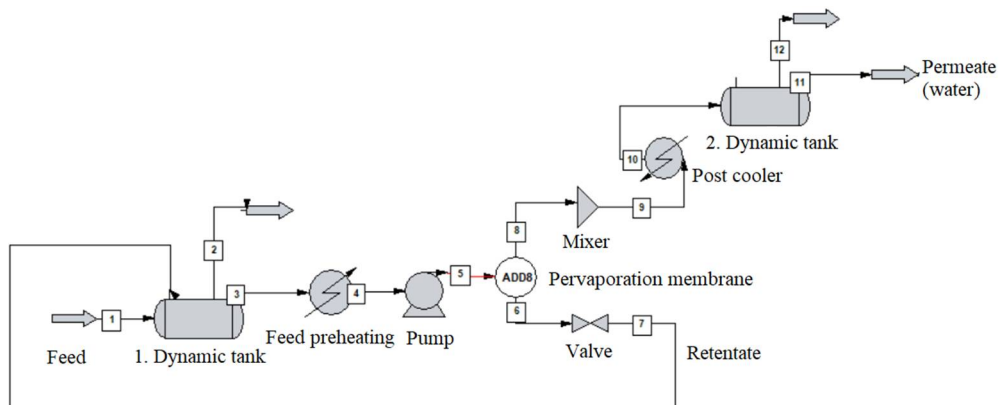 12
11
Permeate
(water)
2. Dynamic tank
10
Post cooler
9
8
Mixer
2
5
ADD8
Pervaporation membrane
3
4
6
1
7
Feed
1. Dynamic tank
Feed preheating
Pump
Valve
Retentate